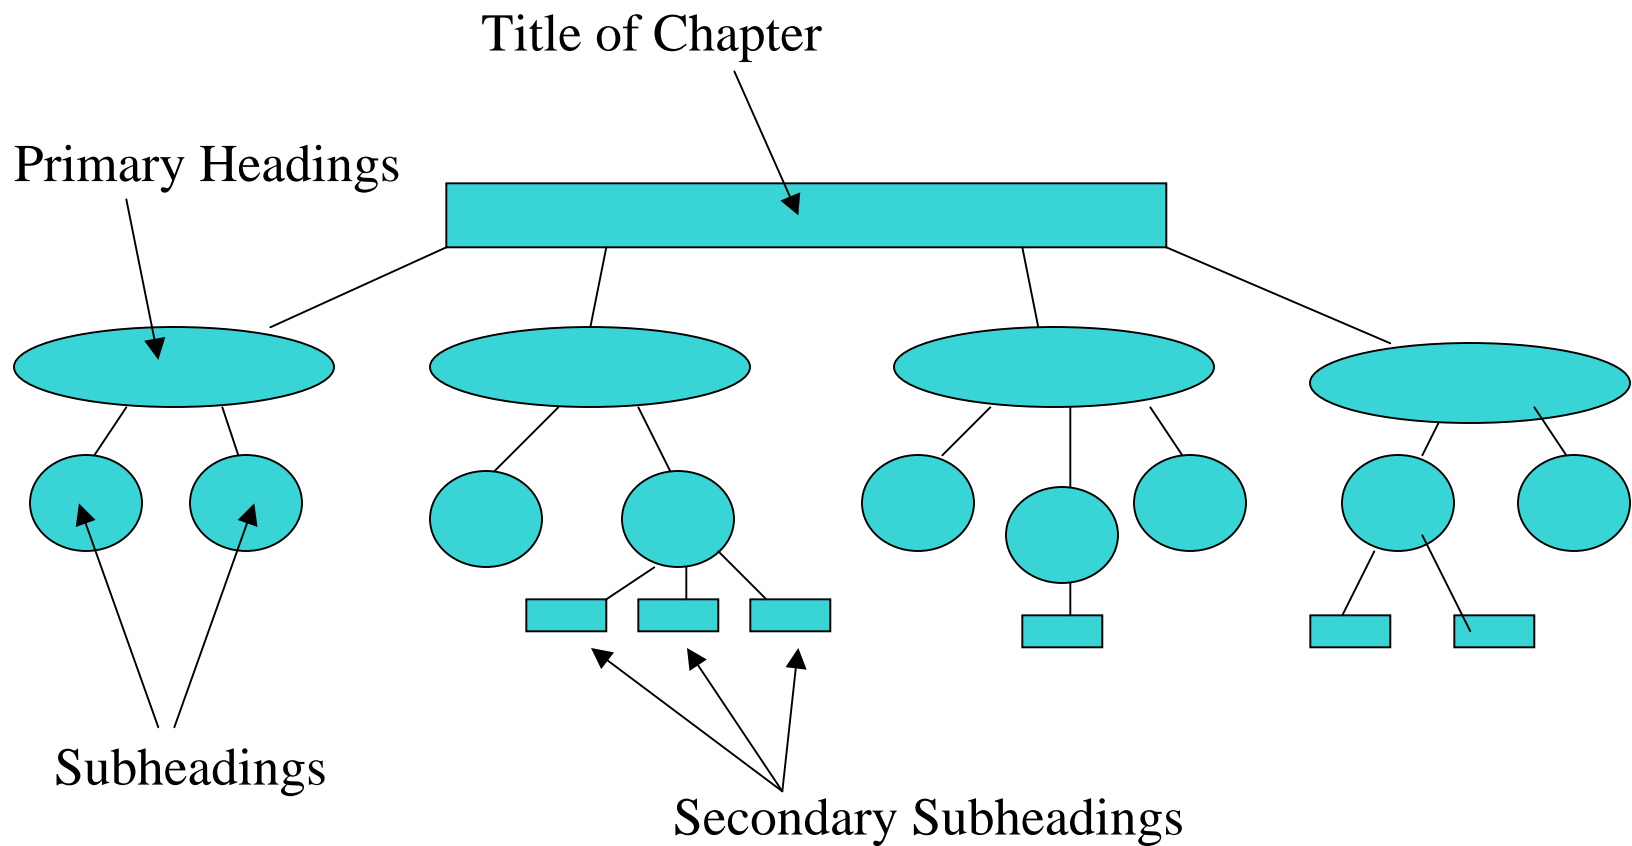 Title of Chapter
Primary Headings
Subheadings
Secondary Subheadings